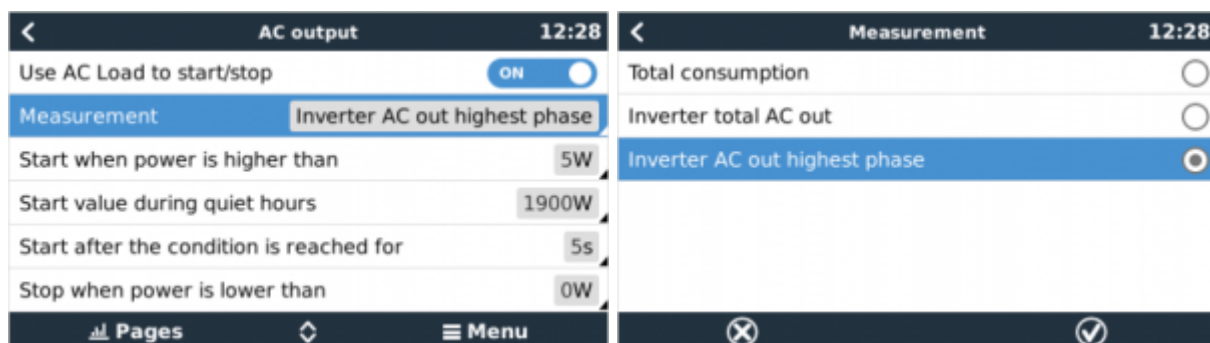 AC output 12:28
Use AC Load to start/stop ON
Measurement Inverter AC out highest phase
Start when power is higher than 5W
Start value during quiet hours 1900W
Start after the condition is reached for 5s
Stop when power is lower than 0W
Pages Menu
Measurement 12:28
Total consumption
Inverter total AC out
Inverter AC out highest phase